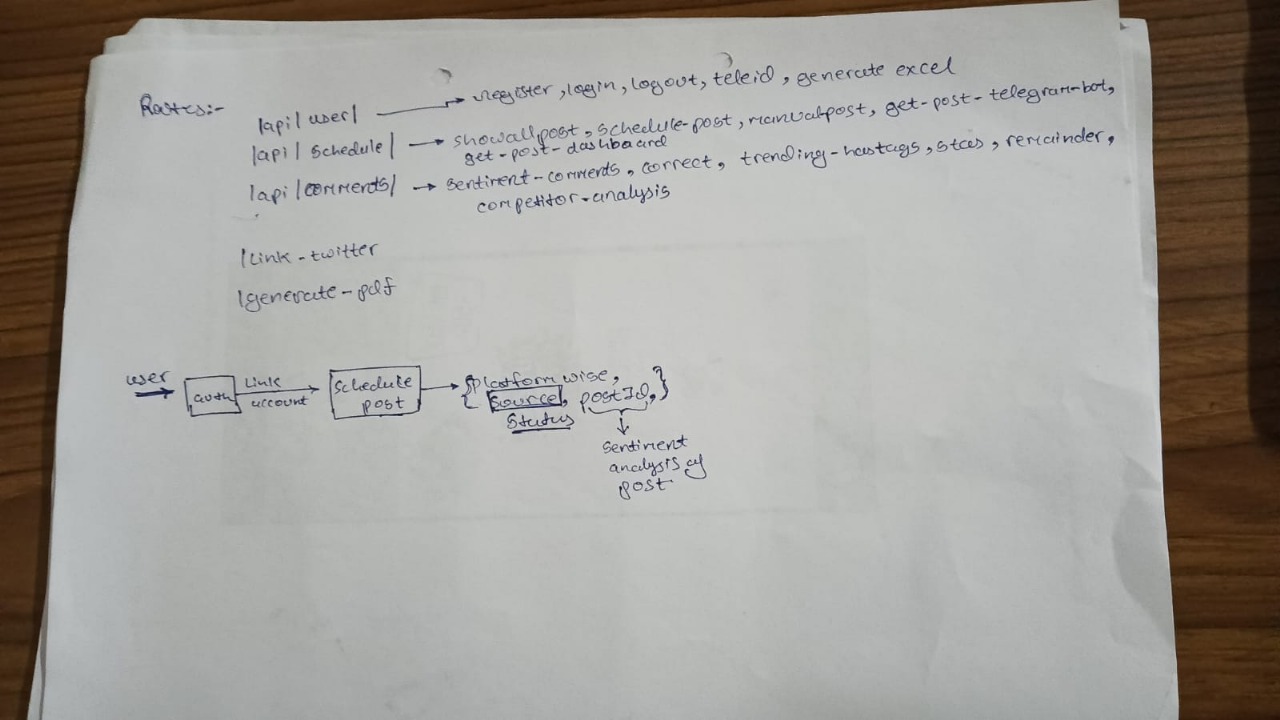 Routes:-
/api/user/ → register, login, logout, teleid, generate excel
/api/schedule/ → showallpost, schedule-post, manualpost, get-post-telegram-bot,
get-post-dashboard
/api/comments/ → sentiment-comments, correct, trending-hastags, stas, remainder,
competitor-analysis
/link-twitter
/generate-pdf
user → auth
Link
account →
Schedule
post →
{ platform wise,
source, postId, }
status
↓
sentiment
analysis of
post